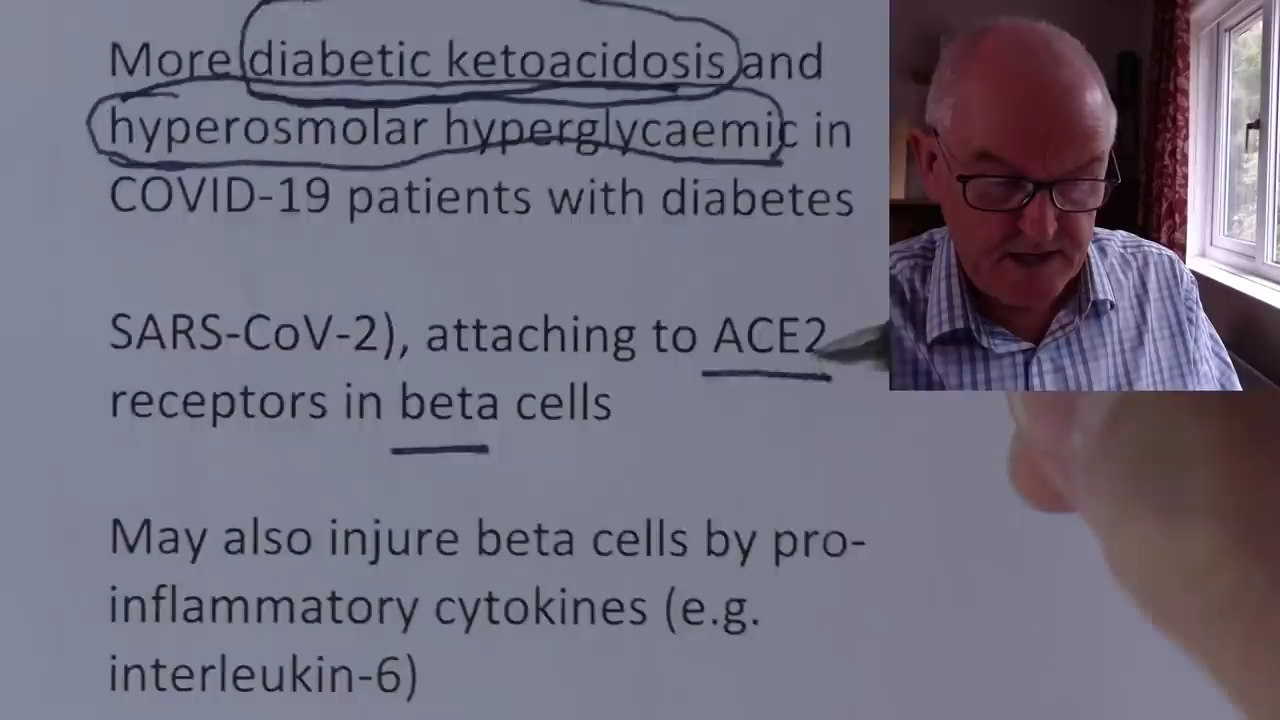 More diabetic ketoacidosis and
hyperosmolar hyperglycaemic in
COVID-19 patients with diabetes
SARS-CoV-2), attaching to ACE2
receptors in beta cells
May also injure beta cells by pro-
inflammatory cytokines (e.g.
interleukin-6)